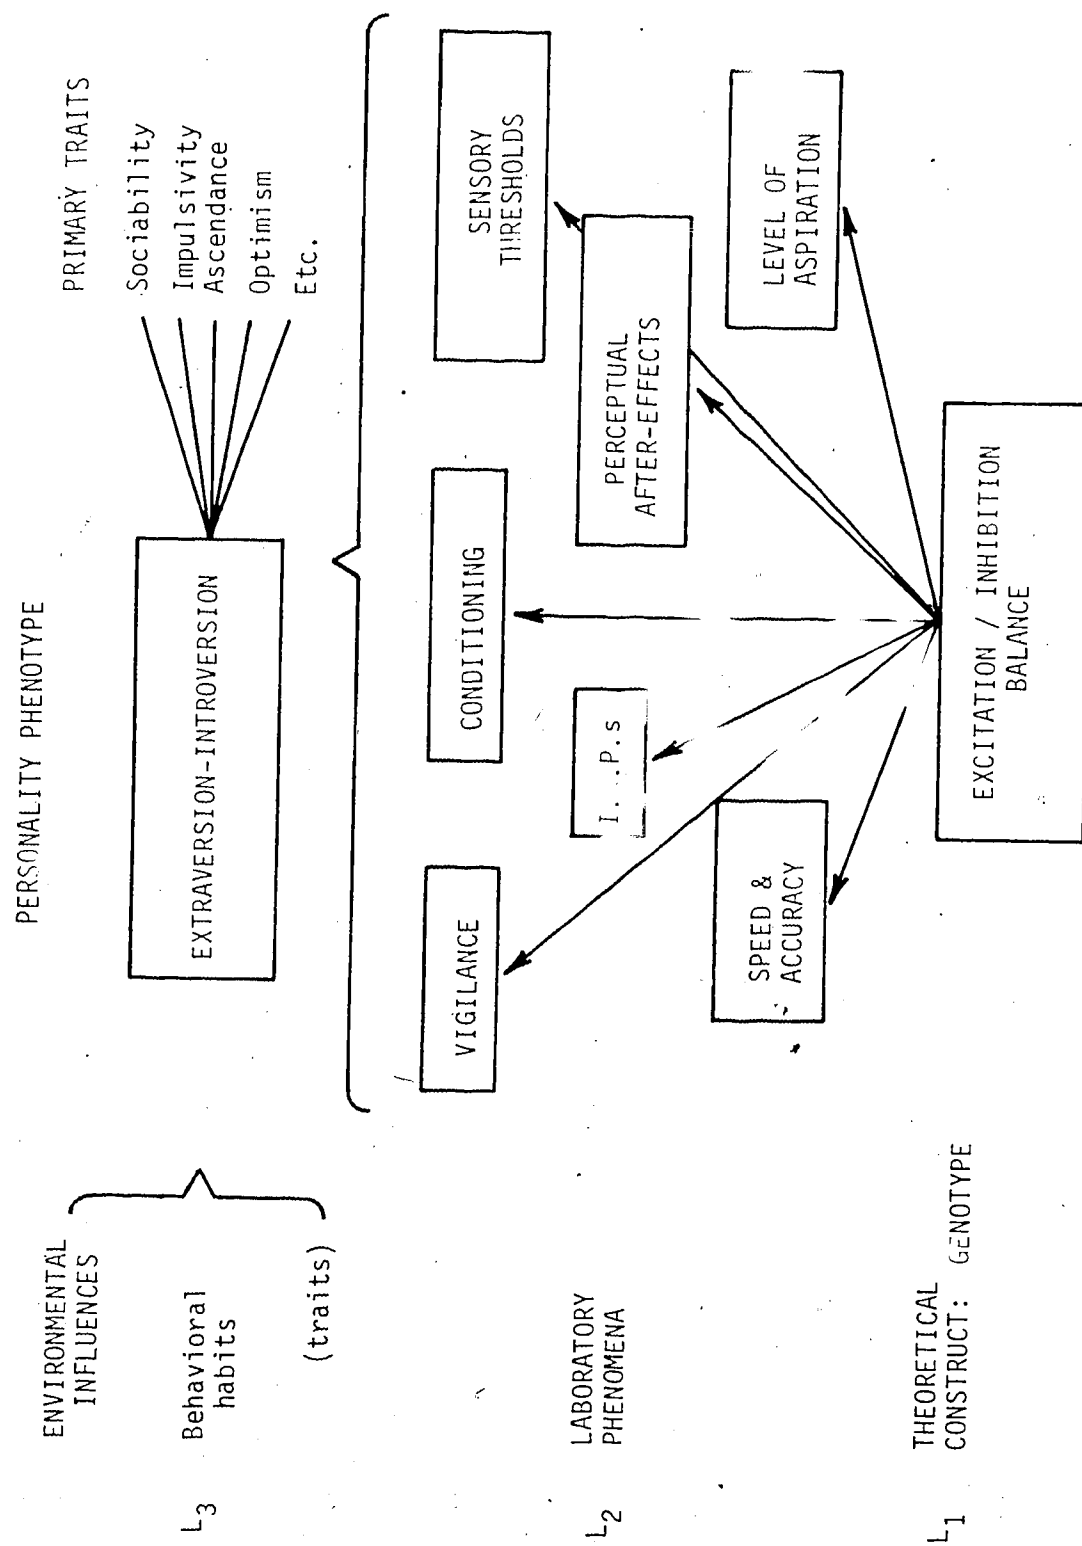 PERSONALITY PHENOTYPE
ENVIRONMENTAL
INFLUENCES
PRIMARY TRAITS
L3
Behavioral
habits
(traits)
EXTRAVERSION-INTROVERSION
Sociability
Impulsivity
Ascendance
Optimism
Etc.
VIGILANCE
CONDITIONING
SENSORY
THRESHOLDS
L2
LABORATORY
PHENOMENA
PERCEPTUAL
AFTER-EFFECTS
SPEED &
ACCURACY
LEVEL OF
ASPIRATION
L1
THEORETICAL
CONSTRUCT: GENOTYPE
EXCITATION / INHIBITION
BALANCE